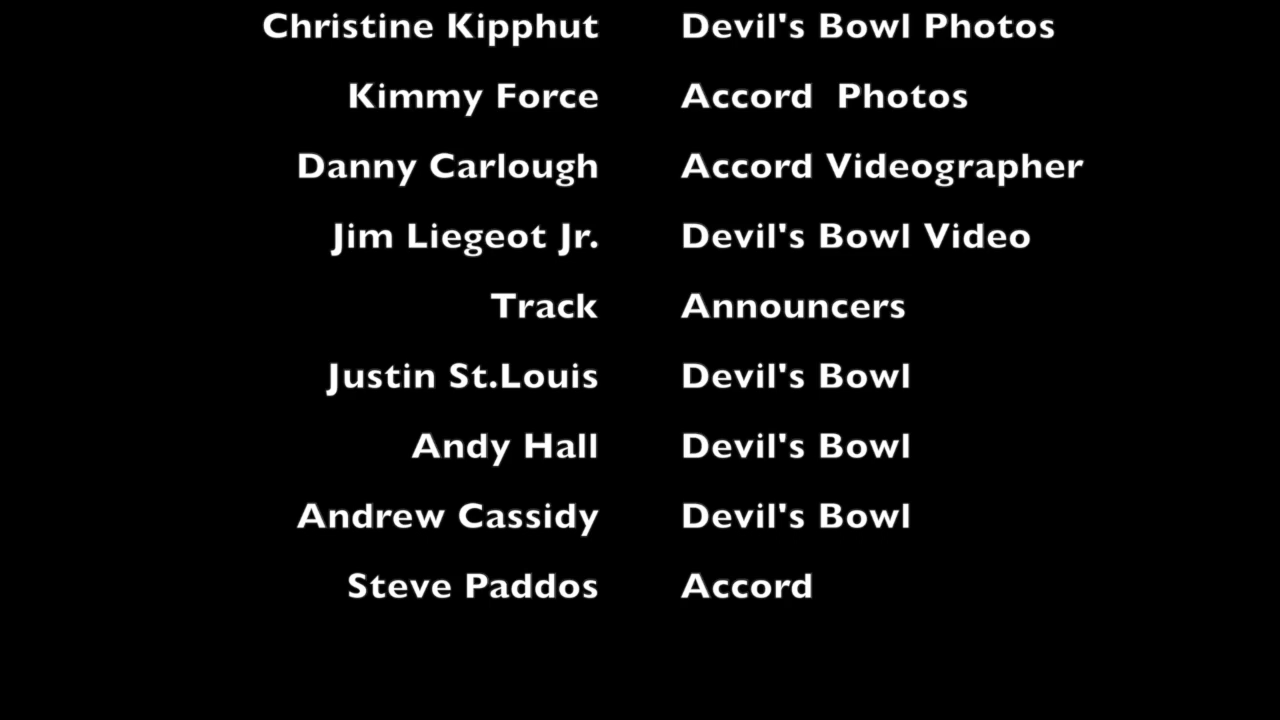 Christine Kipphut Devil's Bowl Photos
Kimmy Force Accord  Photos
Danny Carlough Accord Videographer
Jim Liegeot Jr. Devil's Bowl Video
Track Announcers
Justin St.Louis Devil's Bowl
Andy Hall Devil's Bowl
Andrew Cassidy Devil's Bowl
Steve Paddos Accord